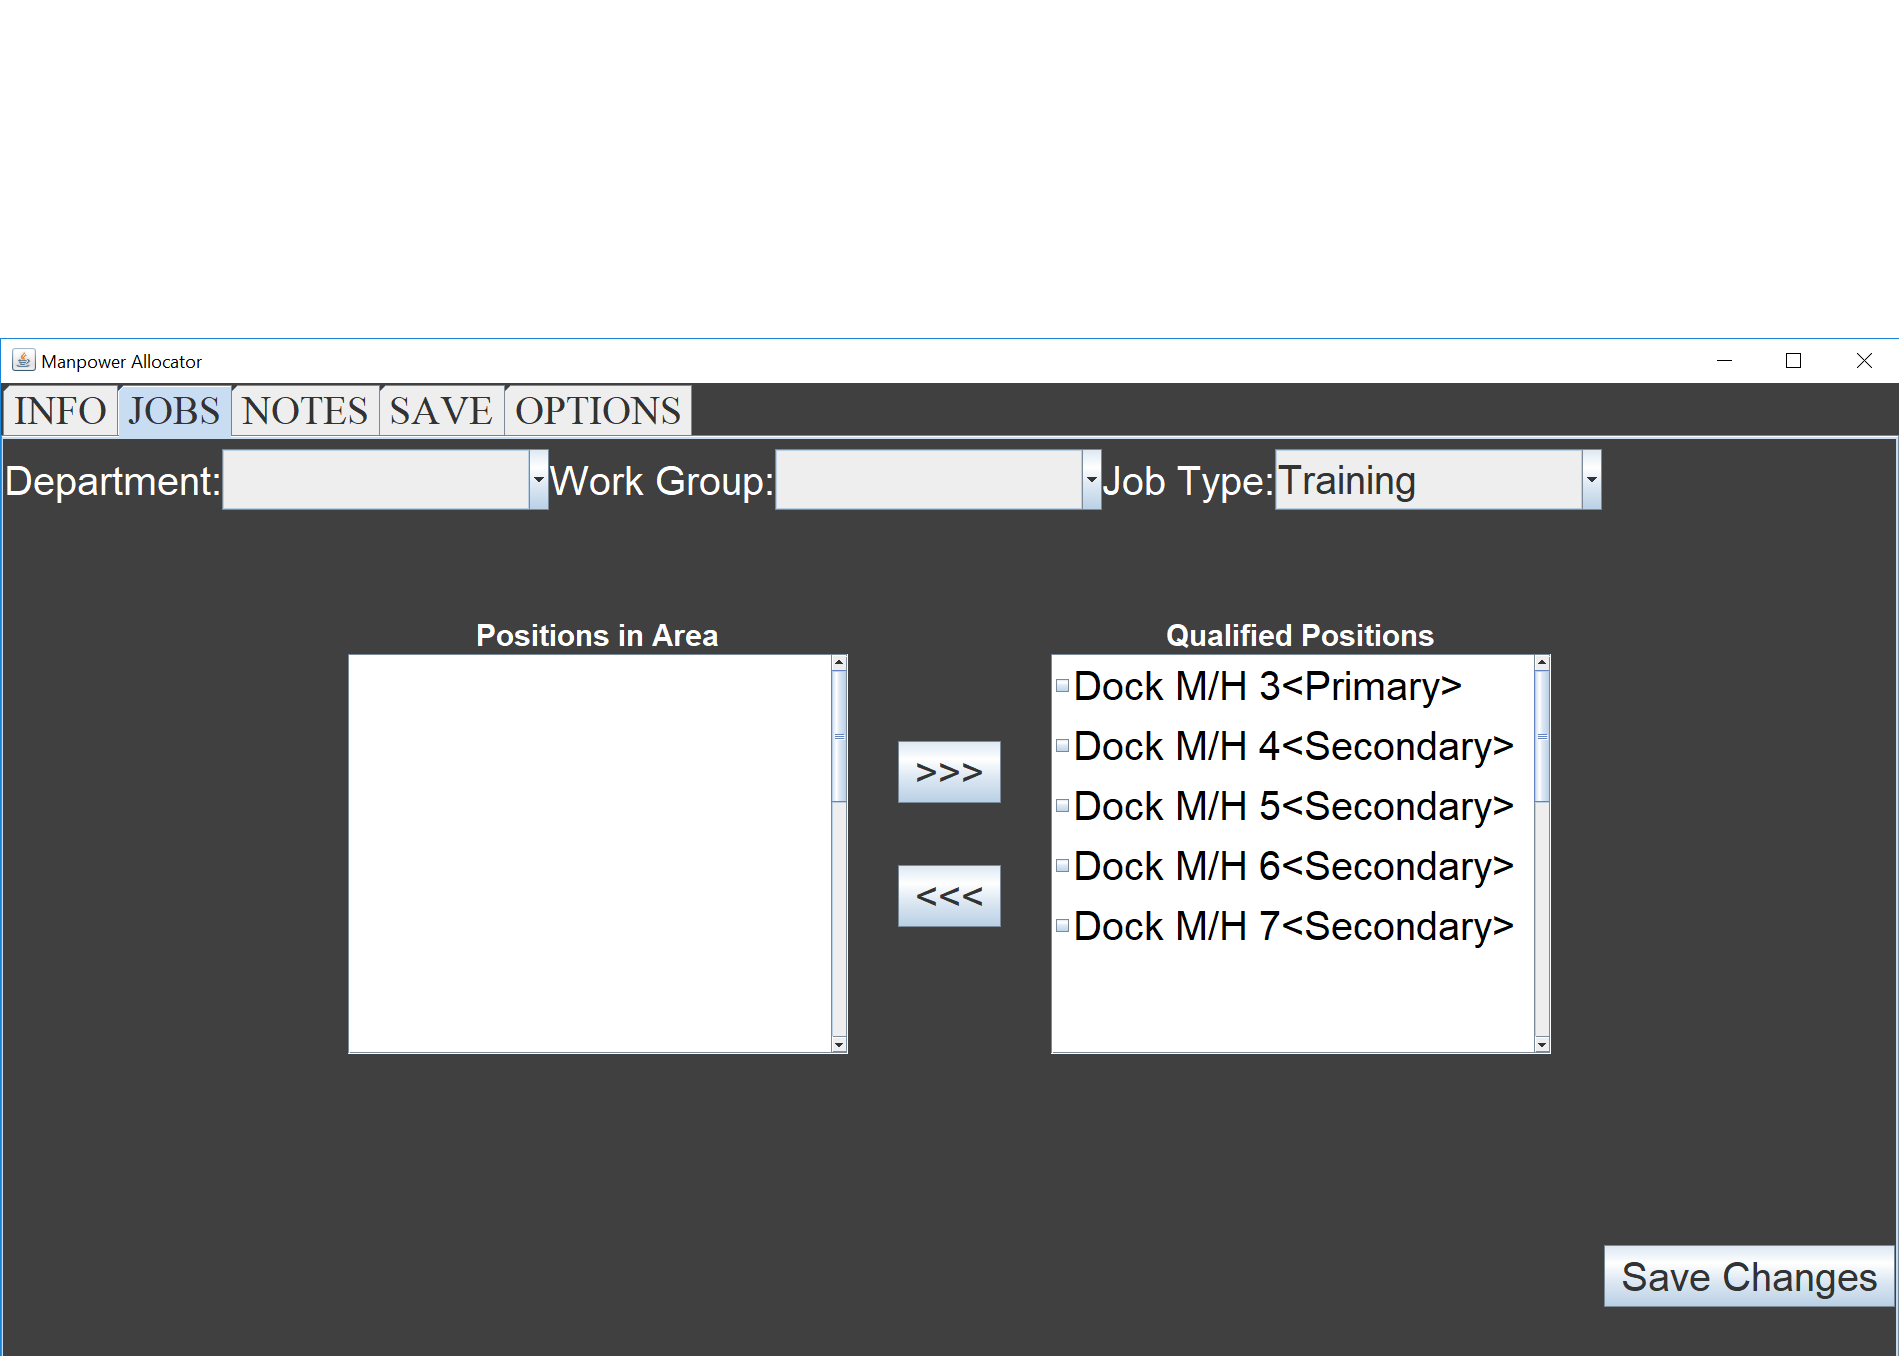 Manpower Allocator
INFO JOBS NOTES SAVE OPTIONS
Department: Work Group: Job Type: Training
Positions in Area
Qualified Positions
Dock M/H 3<Primary>
Dock M/H 4<Secondary>
Dock M/H 5<Secondary>
Dock M/H 6<Secondary>
Dock M/H 7<Secondary>
>>>
<<<
Save Changes